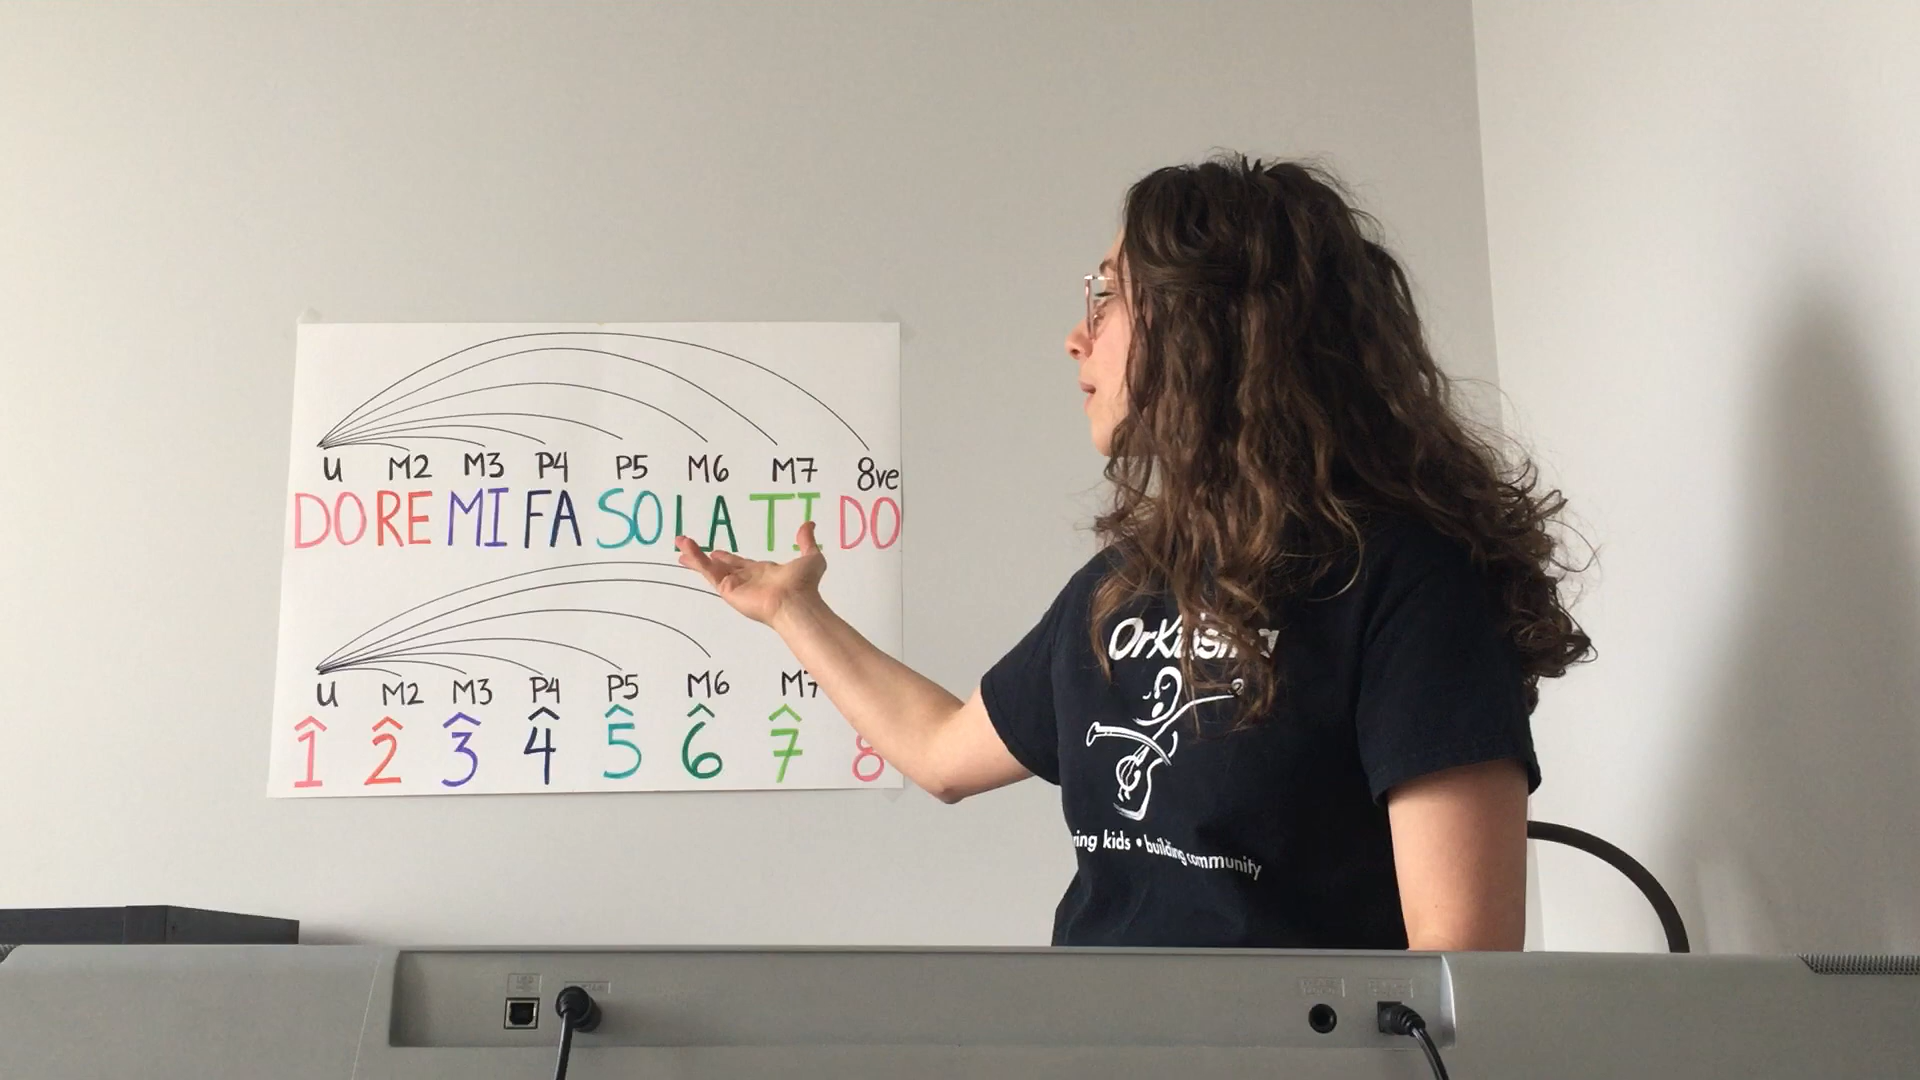 U M2 M3 P4 P5 M6 M7 8ve
DO RE MI FA SO LA TI DO
U M2 M3 P4 P5 M6 M7
1̂ 2̂ 3̂ 4̂ 5̂ 6̂ 7̂ 8
kids • building community